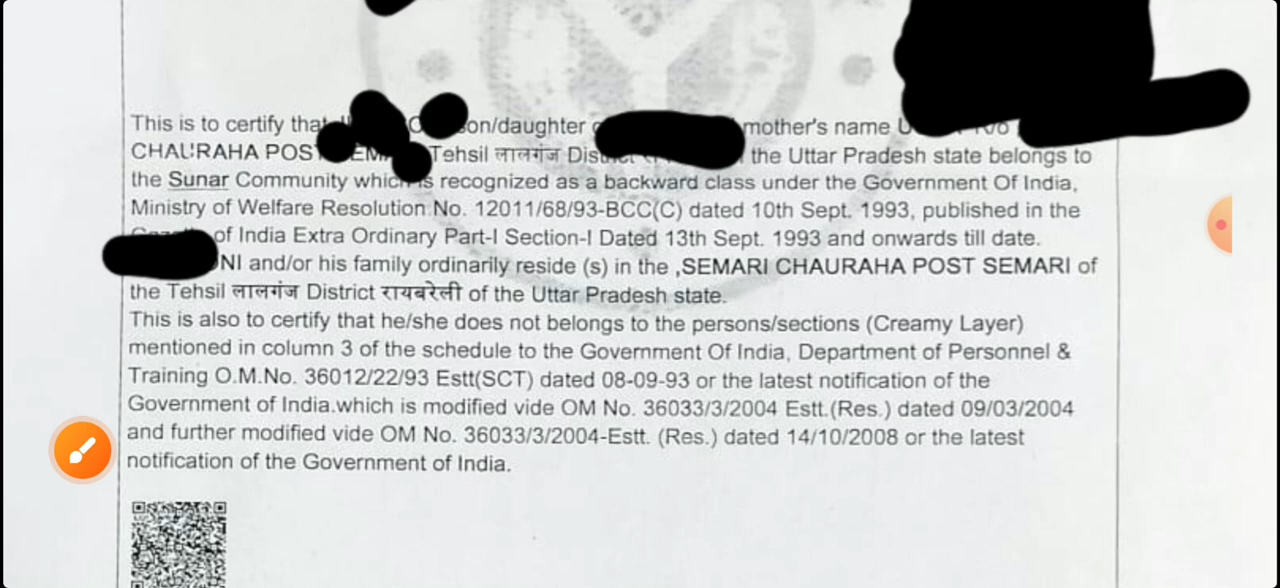 This is to certify that son/daughter mother's name
CHAURAHA POST Tehsil लालगंज District the Uttar Pradesh state belongs to
the Sunar Community which is recognized as a backward class under the Government Of India,
Ministry of Welfare Resolution No. 12011/68/93-BCC(C) dated 10th Sept. 1993, published in the
of India Extra Ordinary Part-I Section-I Dated 13th Sept. 1993 and onwards till date.
NI and/or his family ordinarily reside (s) in the ,SEMARI CHAURAHA POST SEMARI of
the Tehsil लालगंज District रायबरेली of the Uttar Pradesh state.
This is also to certify that he/she does not belongs to the persons/sections (Creamy Layer)
mentioned in column 3 of the schedule to the Government Of India, Department of Personnel &
Training O.M.No. 36012/22/93 Estt(SCT) dated 08-09-93 or the latest notification of the
Government of India.which is modified vide OM No. 36033/3/2004 Estt.(Res.) dated 09/03/2004
and further modified vide OM No. 36033/3/2004-Estt. (Res.) dated 14/10/2008 or the latest
notification of the Government of India.